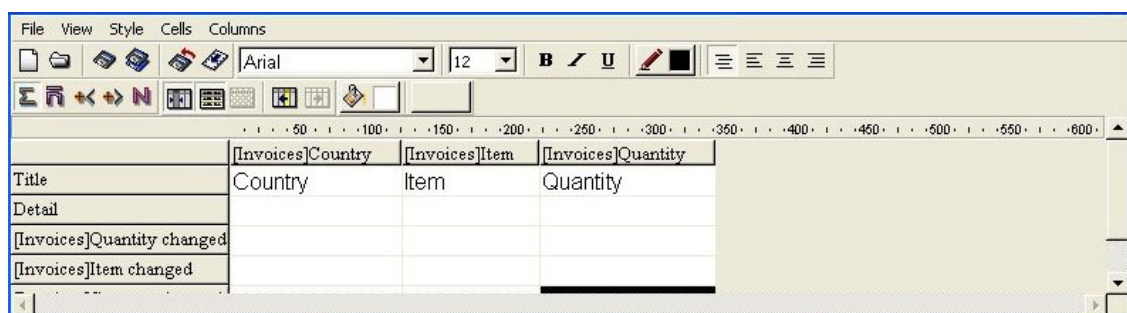 File View Style Cells Columns
Arial 12 B I U
Σ n N
50 100 150 200 250 300 350 400 450 500 550 600
[Invoices]Country [Invoices]Item [Invoices]Quantity
Title Country Item Quantity
Detail
[Invoices]Quantity changed
[Invoices]Item changed